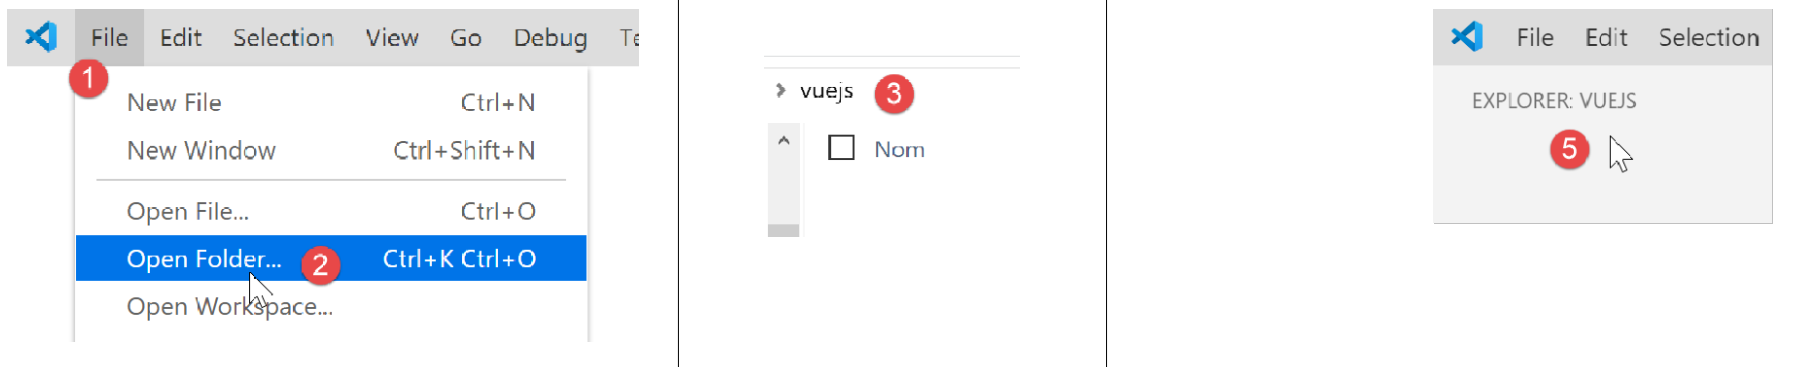 File Edit Selection View Go Debug
1
New File Ctrl+N
New Window Ctrl+Shift+N
Open File... Ctrl+O
Open Folder... 2 Ctrl+K Ctrl+O
Open Workspace...
vuejs 3
Nom
File Edit Selection
EXPLORER: VUEJS
5